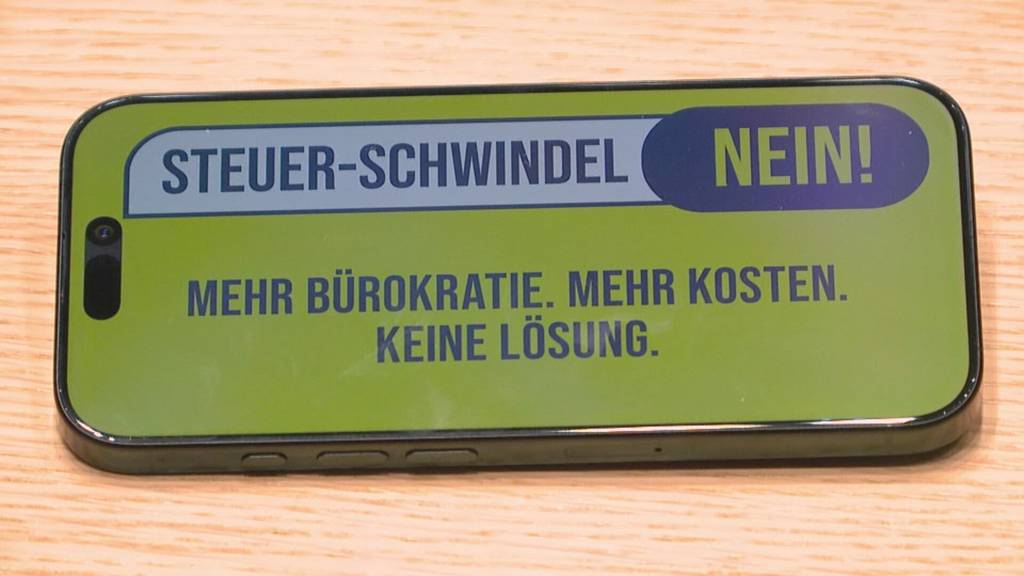 STEUER-SCHWINDEL NEIN!
MEHR BÜROKRATIE. MEHR KOSTEN.
KEINE LÖSUNG.